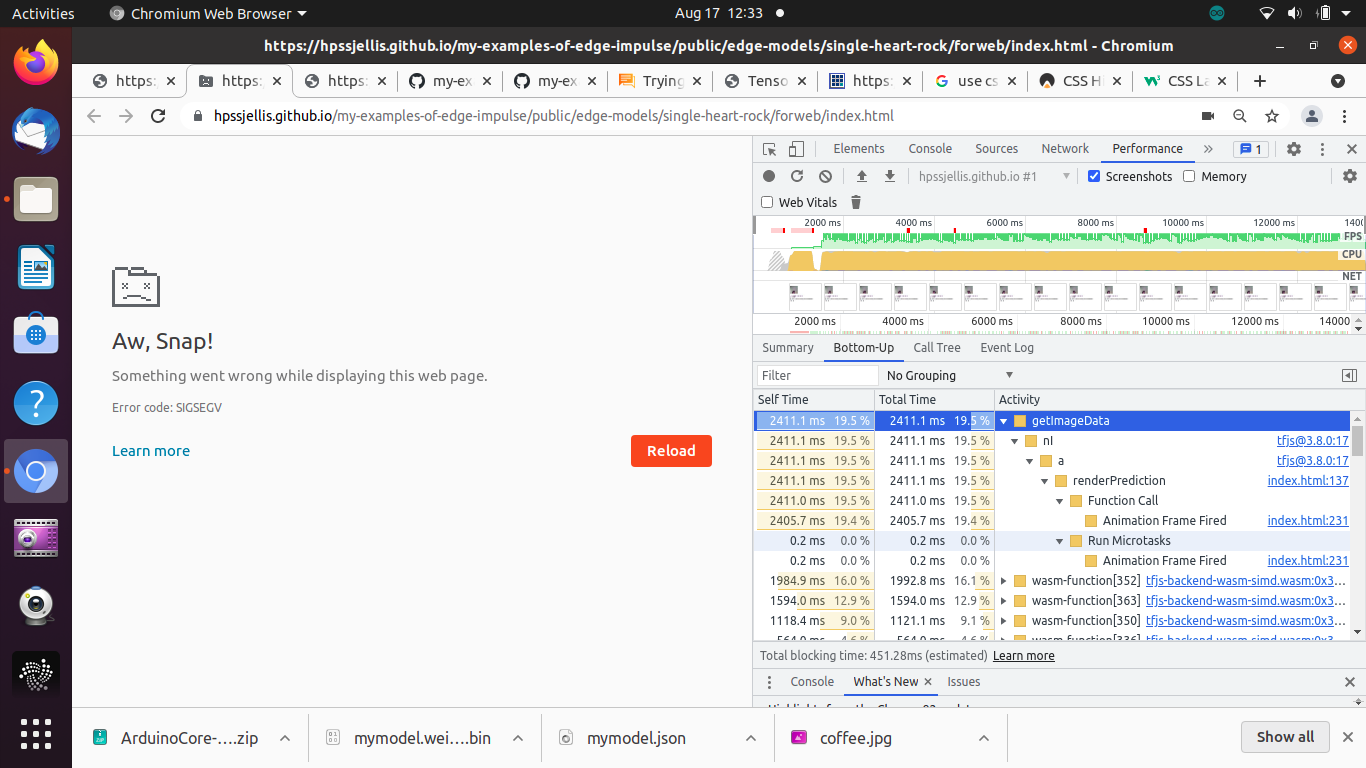 Activities
Chromium Web Browser
Aug 17 12:33
https://hpssjellis.github.io/my-examples-of-edge-impulse/public/edge-models/single-heart-rock/forweb/index.html - Chromium
https:
https:
https:
my-ex
my-ex
Trying
Tenso
https:
use cs
CSS H
CSS La
hpssjellis.github.io/my-examples-of-edge-impulse/public/edge-models/single-heart-rock/forweb/index.html
Aw, Snap!
Something went wrong while displaying this web page.
Error code: SIGSEGV
Learn more
Reload
Elements
Console
Sources
Network
Performance
1
hpssjellis.github.io #1
Screenshots
Memory
Web Vitals
2000 ms 4000 ms 6000 ms 8000 ms 10000 ms 12000 ms 140(
FPS
CPU
NET
2000 ms 4000 ms 6000 ms 8000 ms 10000 ms 12000 ms 14000
Summary Bottom-Up Call Tree Event Log
Filter No Grouping
Self Time Total Time Activity
2411.1 ms 19.5 % 2411.1 ms 19.5 % getImageData
2411.1 ms 19.5 % 2411.1 ms 19.5 % nl tfjs@3.8.0:17
2411.1 ms 19.5 % 2411.1 ms 19.5 % a tfjs@3.8.0:17
2411.1 ms 19.5 % 2411.1 ms 19.5 % renderPrediction index.html:137
2411.0 ms 19.5 % 2411.0 ms 19.5 % Function Call
2405.7 ms 19.4 % 2405.7 ms 19.4 % Animation Frame Fired index.html:231
0.2 ms 0.0 % 0.2 ms 0.0 % Run Microtasks
0.2 ms 0.0 % 0.2 ms 0.0 % Animation Frame Fired index.html:231
1984.9 ms 16.0 % 1992.8 ms 16.1 % wasm-function[352] tfjs-backend-wasm-simd.wasm:0x3…
1594.0 ms 12.9 % 1594.0 ms 12.9 % wasm-function[363] tfjs-backend-wasm-simd.wasm:0x3…
1118.4 ms 9.0 % 1121.1 ms 9.1 % wasm-function[350] tfjs-backend-wasm-simd.wasm:0x3…
Total blocking time: 451.28ms (estimated) Learn more
Console What's New Issues
ArduinoCore-....zip
mymodel.wei....bin
mymodel.json
coffee.jpg
Show all